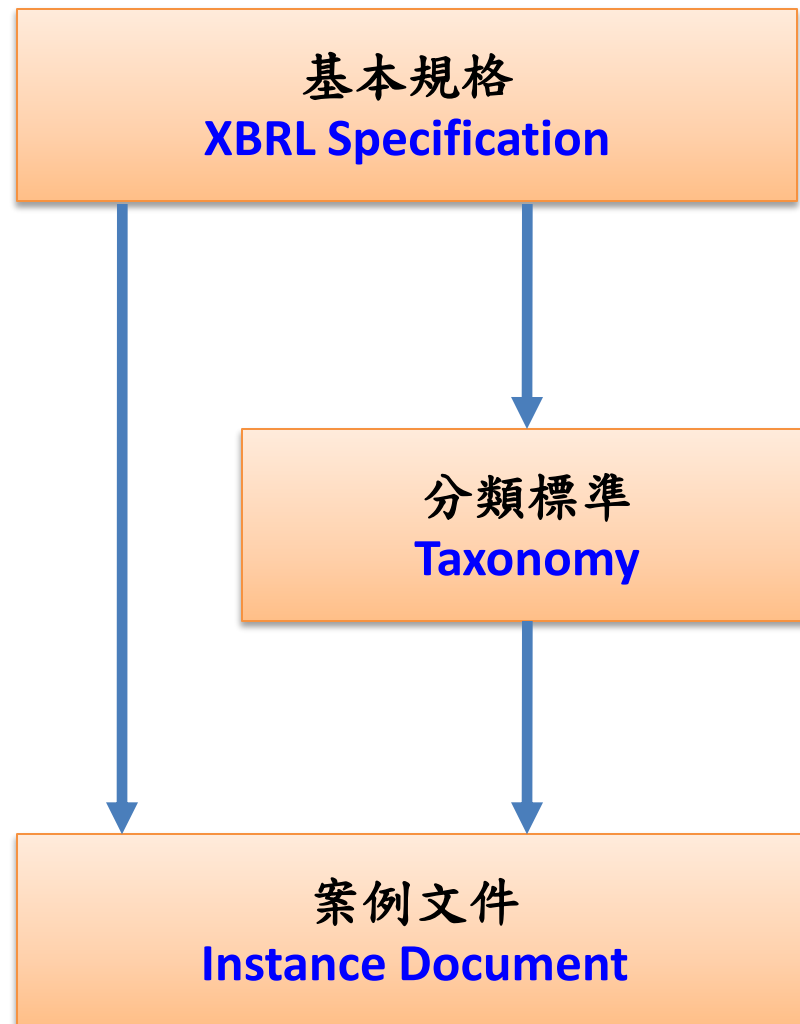 基本規格
XBRL Specification
分類標準
Taxonomy
案例文件
Instance Document